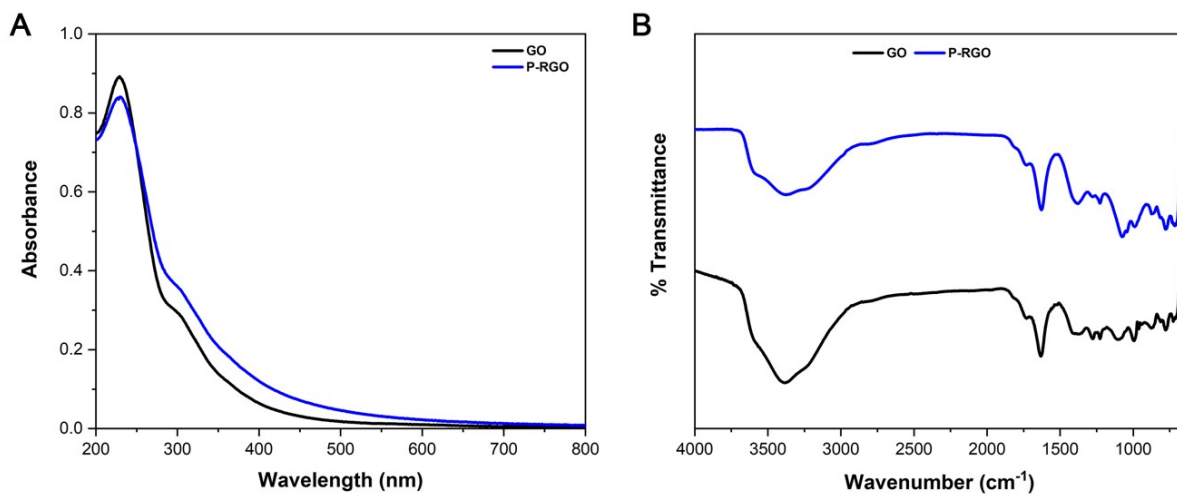 A
GO
P-RGO
1.0
0.8
0.6
0.4
0.2
0.0
Absorbance
200 300 400 500 600 700 800
Wavelength (nm)
B
GO P-RGO
% Transmittance
4000 3500 3000 2500 2000 1500 1000
Wavenumber (cm⁻¹)